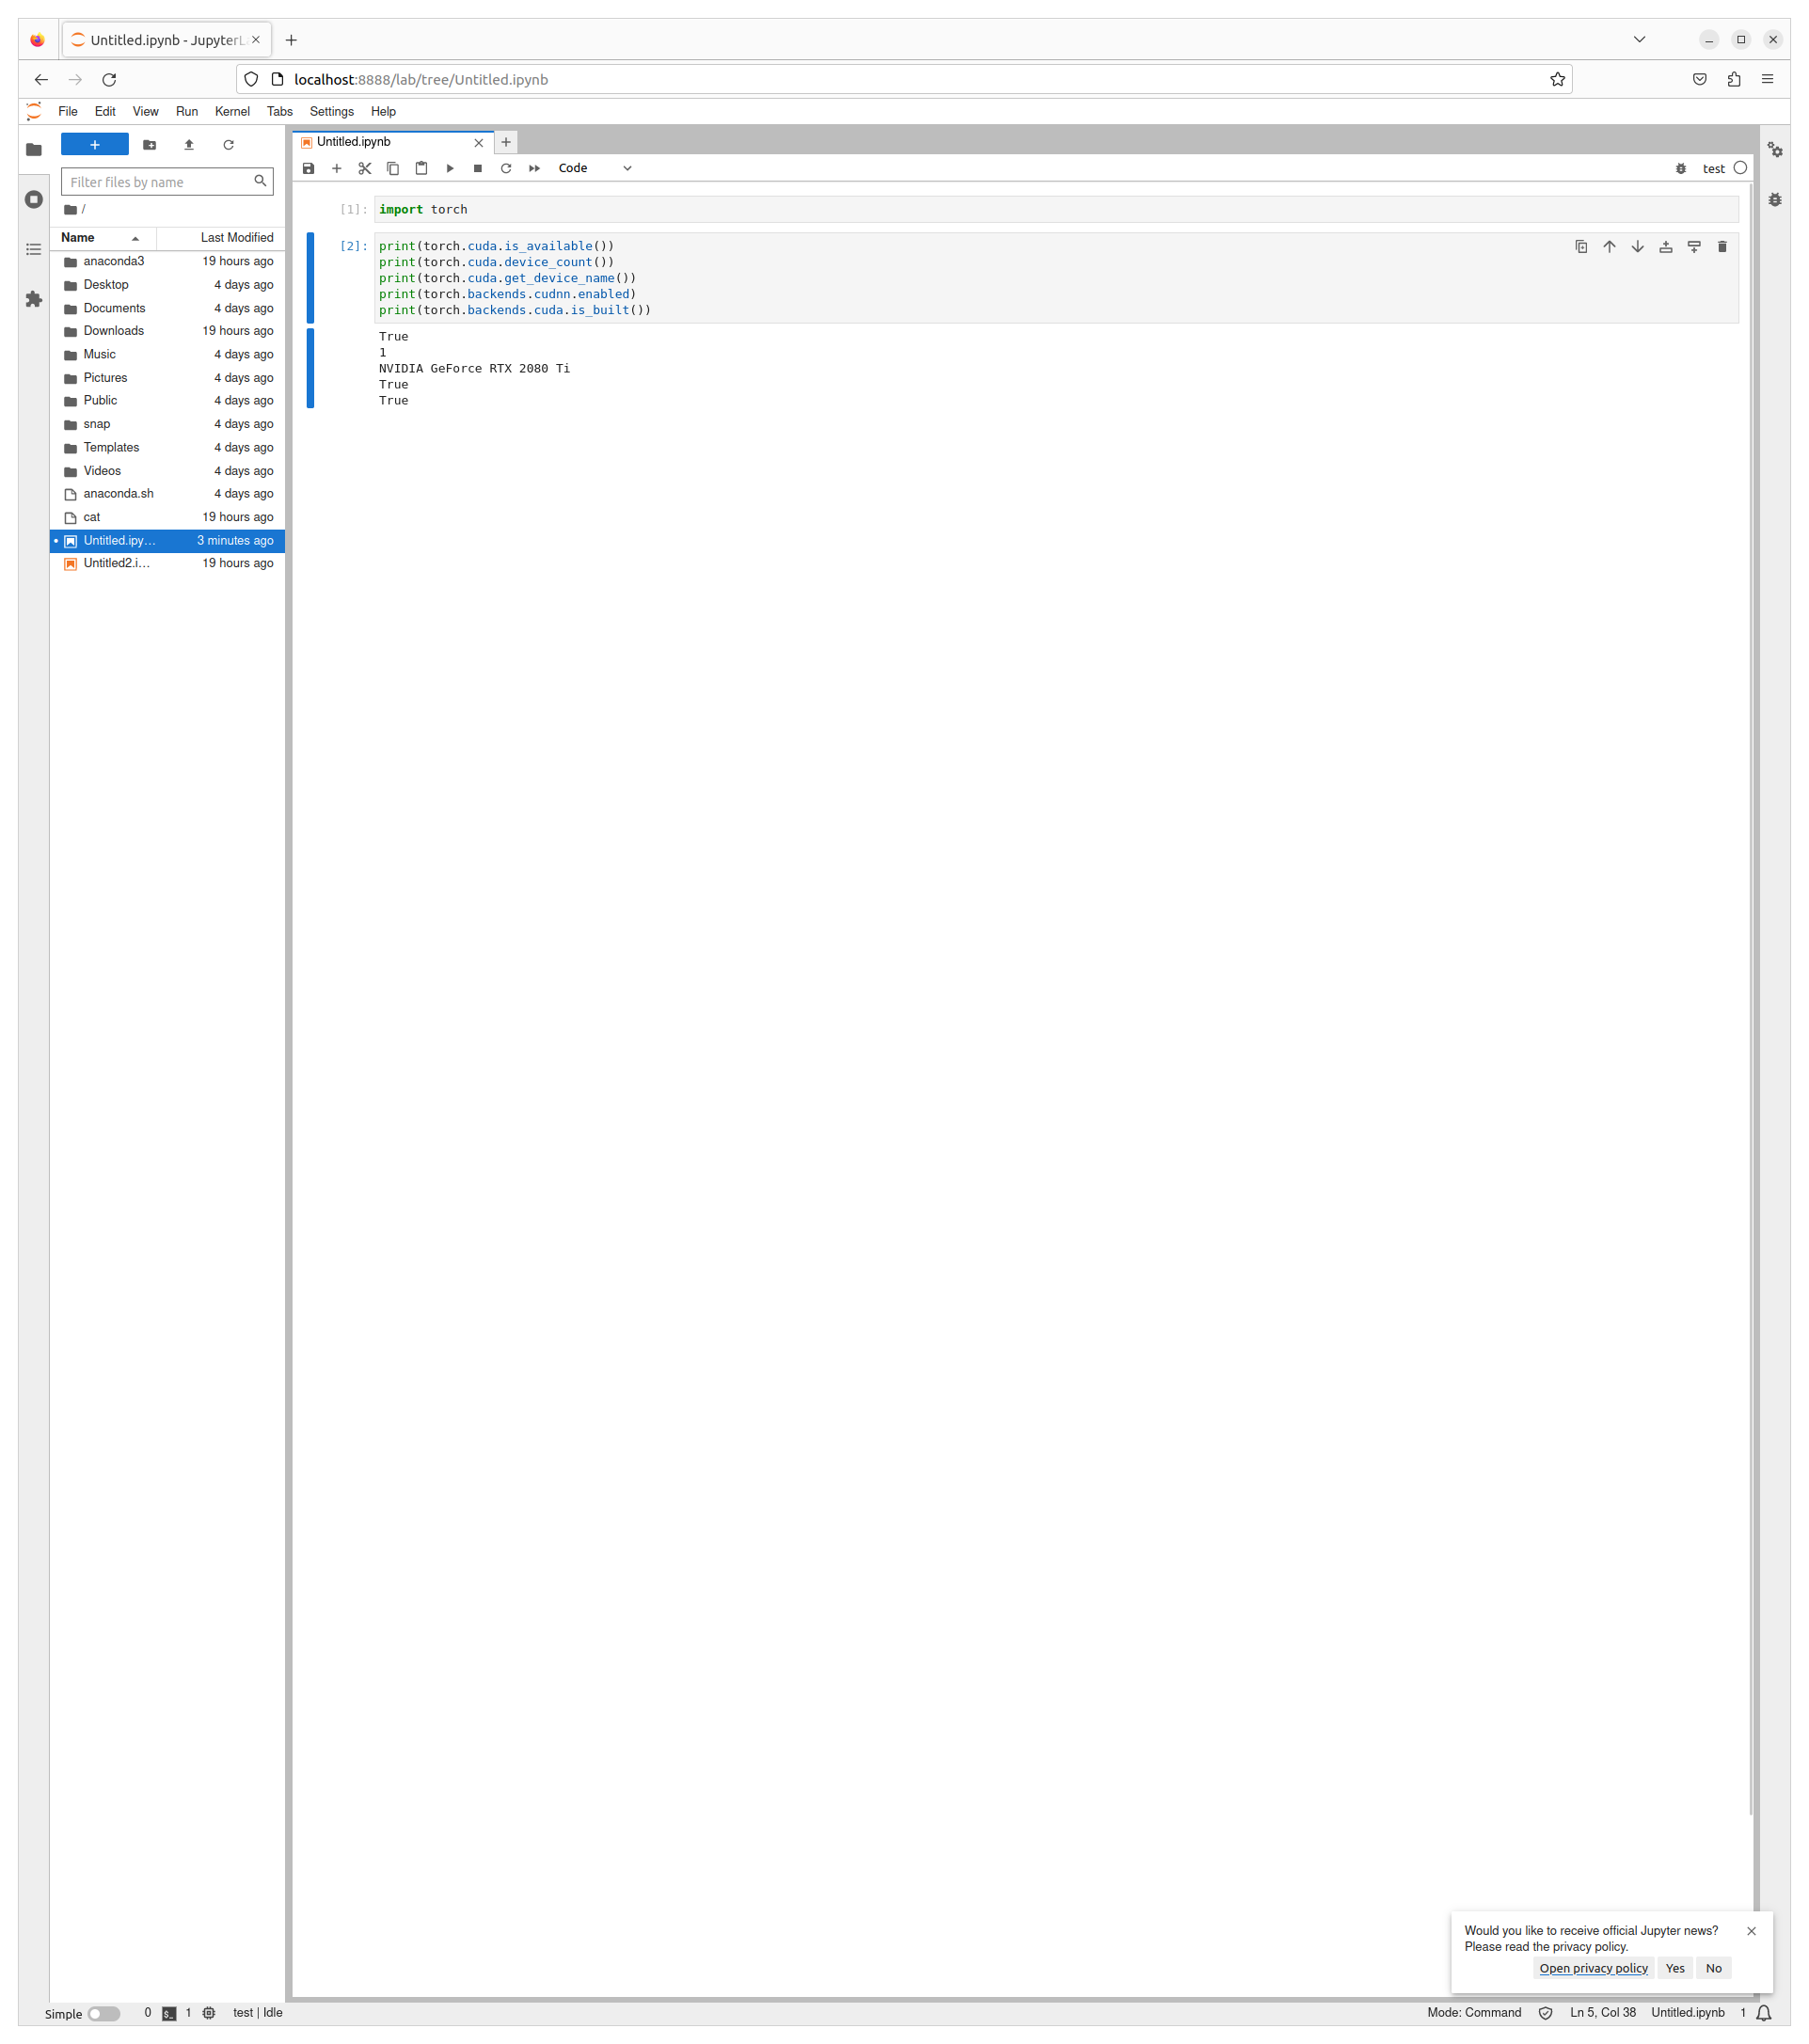 Untitled.ipynb - JupyterL
localhost:8888/lab/tree/Untitled.ipynb
File Edit View Run Kernel Tabs Settings Help
Filter files by name
/
Name Last Modified
anaconda3 19 hours ago
Desktop 4 days ago
Documents 4 days ago
Downloads 19 hours ago
Music 4 days ago
Pictures 4 days ago
Public 4 days ago
snap 4 days ago
Templates 4 days ago
Videos 4 days ago
anaconda.sh 4 days ago
cat 19 hours ago
Untitled.ipy… 3 minutes ago
Untitled2.i… 19 hours ago
Untitled.ipynb
Code
test
[1]: import torch
[2]: print(torch.cuda.is_available())
print(torch.cuda.device_count())
print(torch.cuda.get_device_name())
print(torch.backends.cudnn.enabled)
print(torch.backends.cuda.is_built())
True
1
NVIDIA GeForce RTX 2080 Ti
True
True
Would you like to receive official Jupyter news?
Please read the privacy policy.
Open privacy policy Yes No
Simple 0 $_ 1 test | Idle Mode: Command Ln 5, Col 38 Untitled.ipynb 1